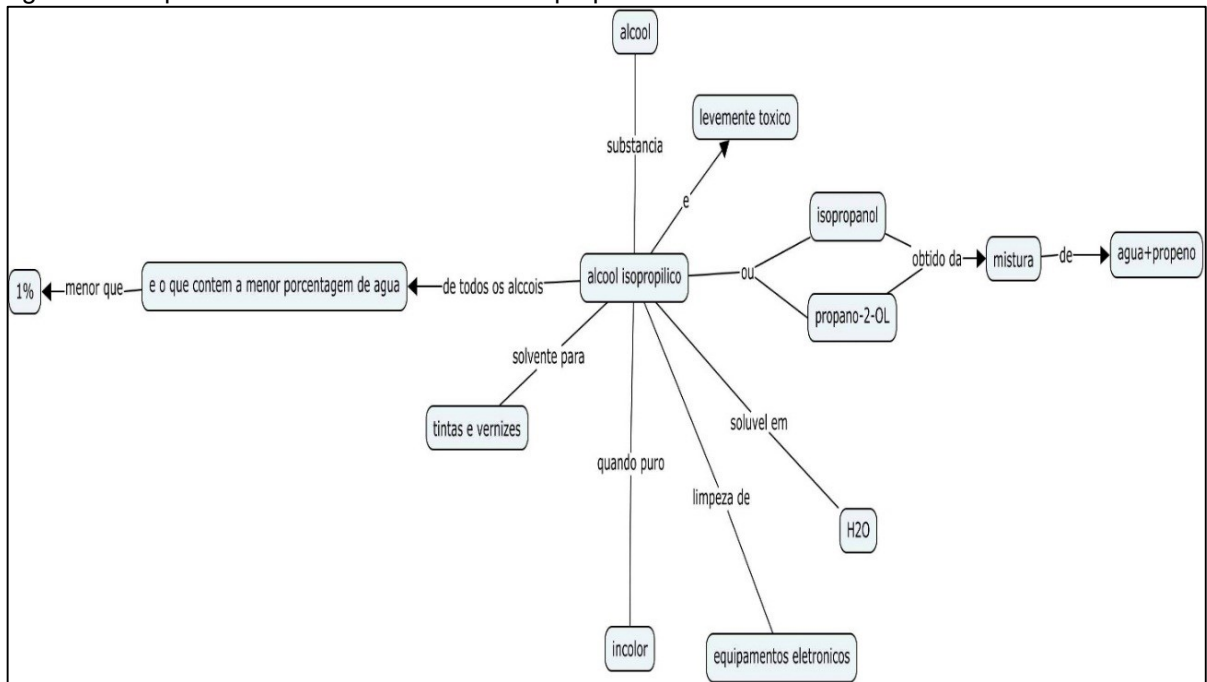 alcool
levemente toxico
substancia
e
isopropanol
ou
obtido da
mistura
de
agua+propeno
propano-2-OL
alcool isopropilico
de todos os alccois
e o que contem a menor porcentagem de agua
menor que
1%
solvente para
tintas e vernizes
soluvel em
H2O
quando puro
incolor
limpeza de
equipamentos eletronicos